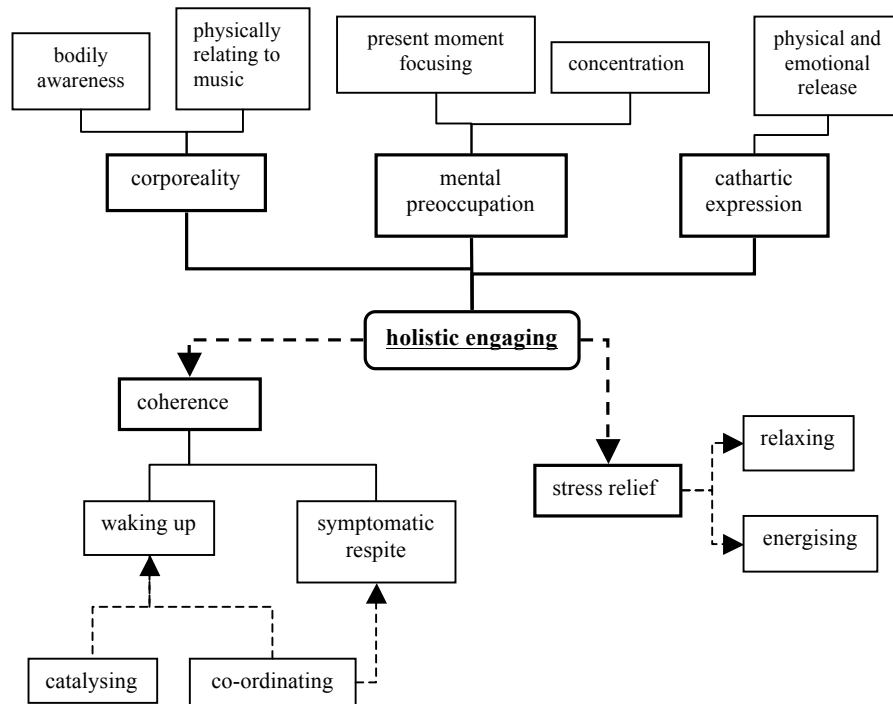 bodily
awareness
physically
relating to
music
present moment
focusing
concentration
physical and
emotional
release
corporeality
mental
preoccupation
cathartic
expression
holistic engaging
coherence
relaxing
stress relief
waking up
symptomatic
respite
energising
catalysing
co-ordinating